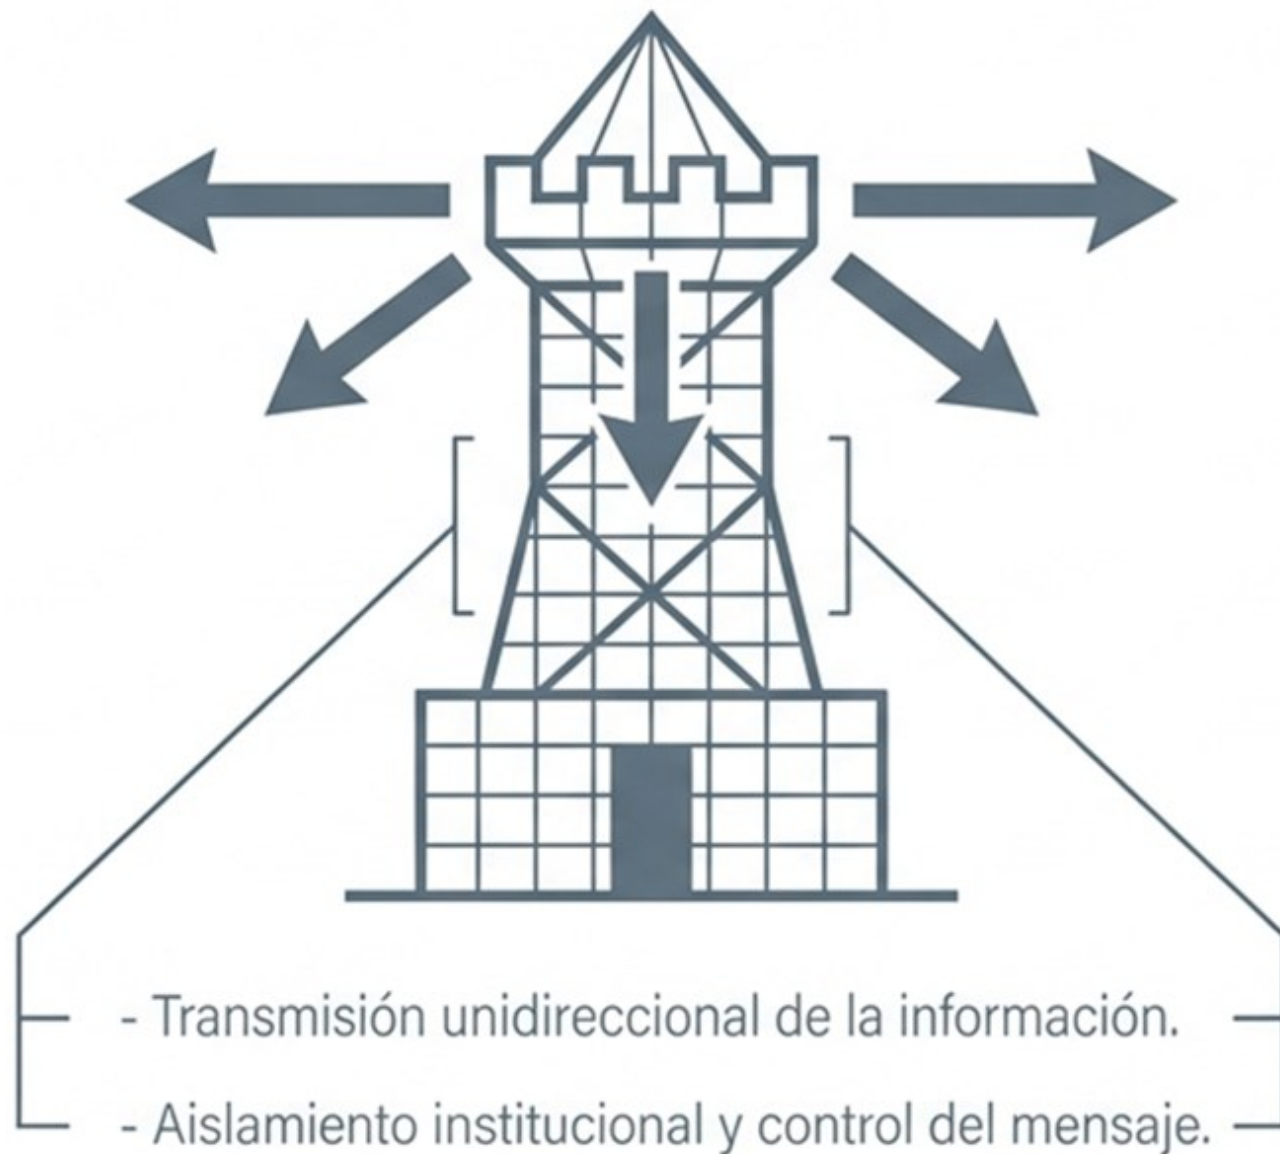 - Transmisión unidireccional de la información.
- Aislamiento institucional y control del mensaje.